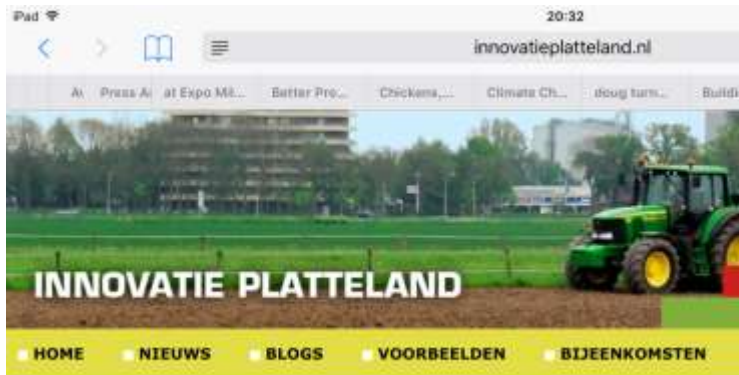 iPad 20:32
innovatieplatteland.nl
Press A at Expo Mil... Better Pro... Chickens,.... Climate Ch... doug turn... Buildi
INNOVATIE PLATTELAND
HOME NIEUWS BLOGS VOORBEELDEN BIJEENKOMSTEN